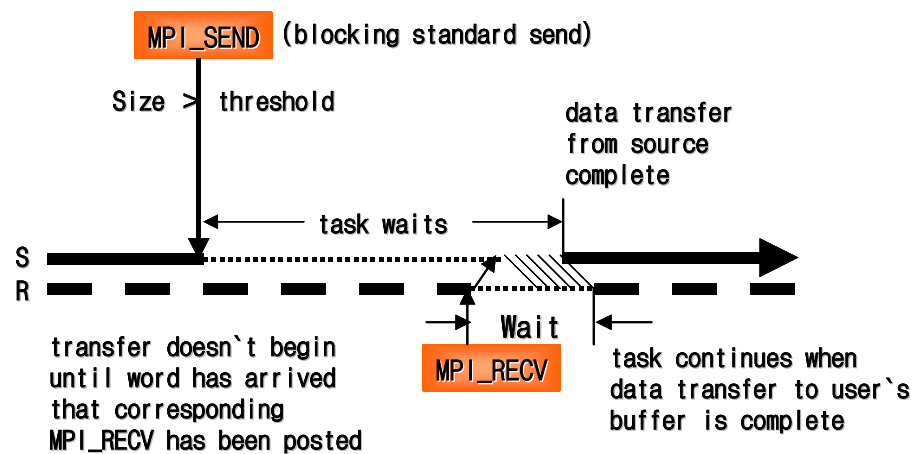 MPI_SEND (blocking standard send)
Size > threshold
data transfer
from source
complete
task waits
S
R
Wait
MPI_RECV
transfer doesn`t begin
until word has arrived
that corresponding
MPI_RECV has been posted
task continues when
data transfer to user`s
buffer is complete